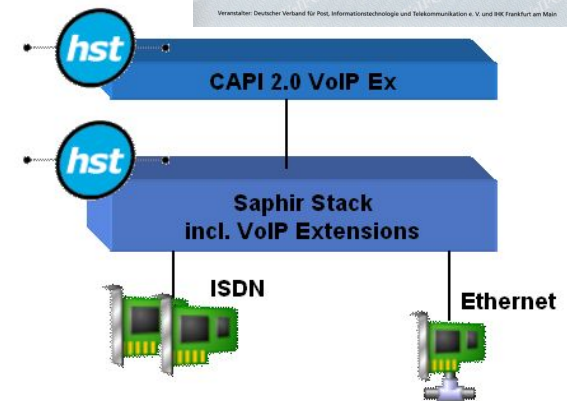 Veranstalter: Deutscher Verband für Post, Informationstechnologie und Telekommunikation e. V. und IHK Frankfurt am Main
hst
CAPI 2.0 VoIP Ex
hst
Saphir Stack
incl. VoIP Extensions
ISDN
Ethernet